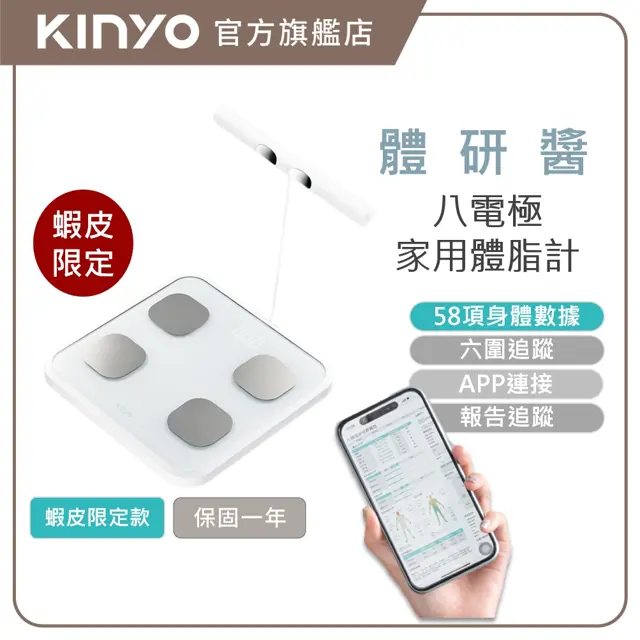 KINYO 官方旗艦店
體研醬
八電極
家用體脂計
蝦皮
限定
58項身體數據
六圍追蹤
APP連接
報告追蹤
蝦皮限定款
保固一年